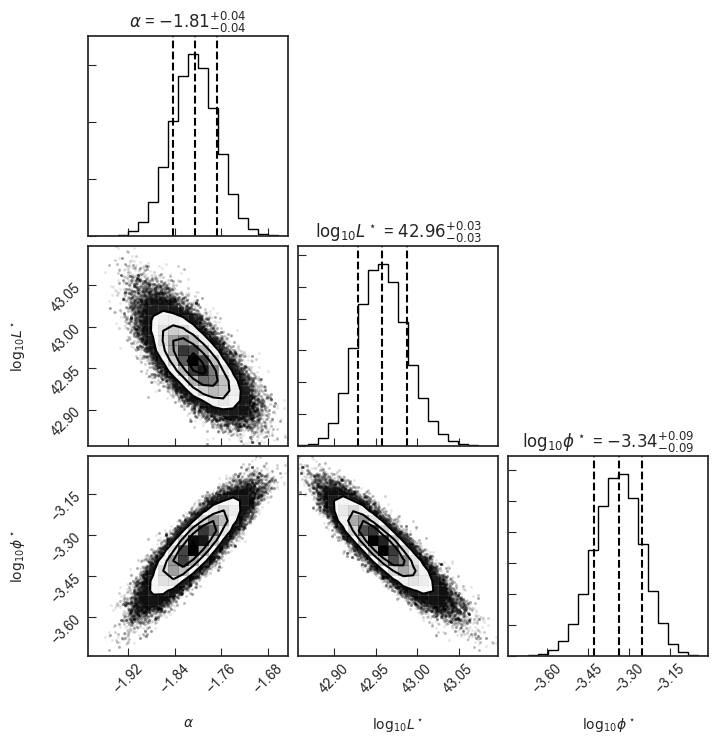 α = −1.81+0.04−0.04
log10L⋆ = 42.96+0.03−0.03
log10ϕ⋆ = −3.34+0.09−0.09
log10L⋆
43.05
43.00
42.95
42.90
log10ϕ⋆
−3.15
−3.30
−3.45
−3.60
−1.92 −1.84 −1.76 −1.68
42.90 42.95 43.00 43.05
−3.60 −3.45 −3.30 −3.15
α
log10L⋆
log10ϕ⋆